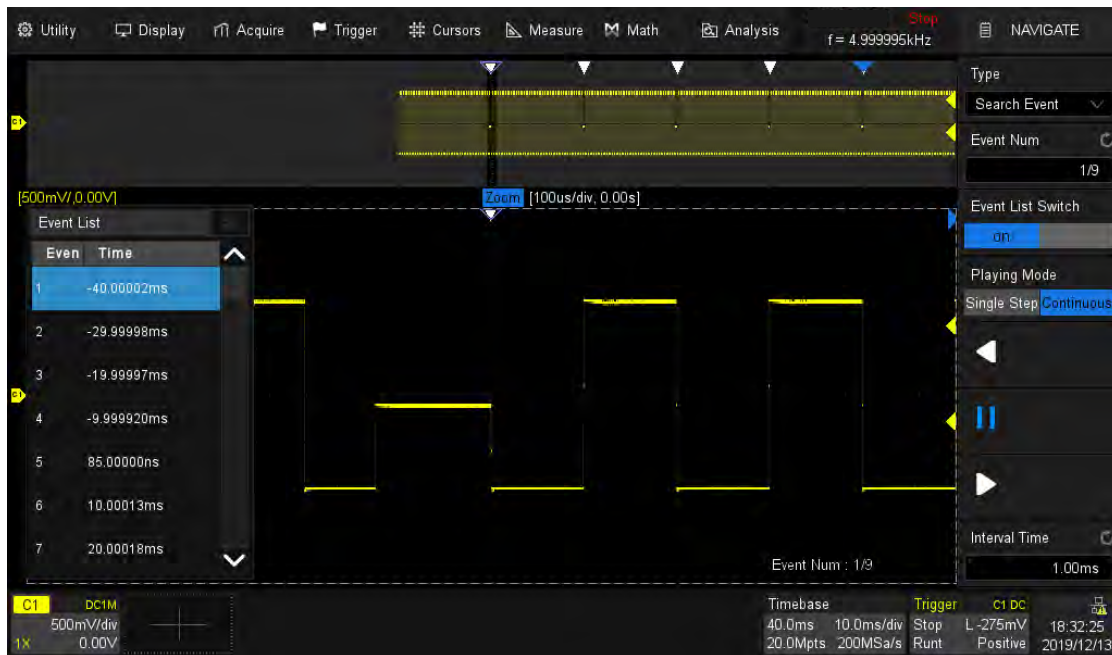 Utility Display Acquire Trigger Cursors Measure Math Analysis
Stop
f = 4.999995kHz
NAVIGATE
Type
Search Event
Event Num
1/9
C1
[500mV/,0.00V]
Zoom [100us/div, 0.00s]
Event List Switch
on
Event List
Even Time
1 -40.00002ms
2 -29.99998ms
3 -19.99997ms
4 -9.999920ms
5 85.00000ns
6 10.00013ms
7 20.00018ms
C1
Playing Mode
Single Step Continuous
Event Num : 1/9
Interval Time
1.00ms
C1 DC1M
500mV/div
1X 0.00V
Timebase
40.0ms 10.0ms/div
20.0Mpts 200MSa/s
Trigger C1 DC
Stop L -275mV
Runt Positive
18:32:25
2019/12/13